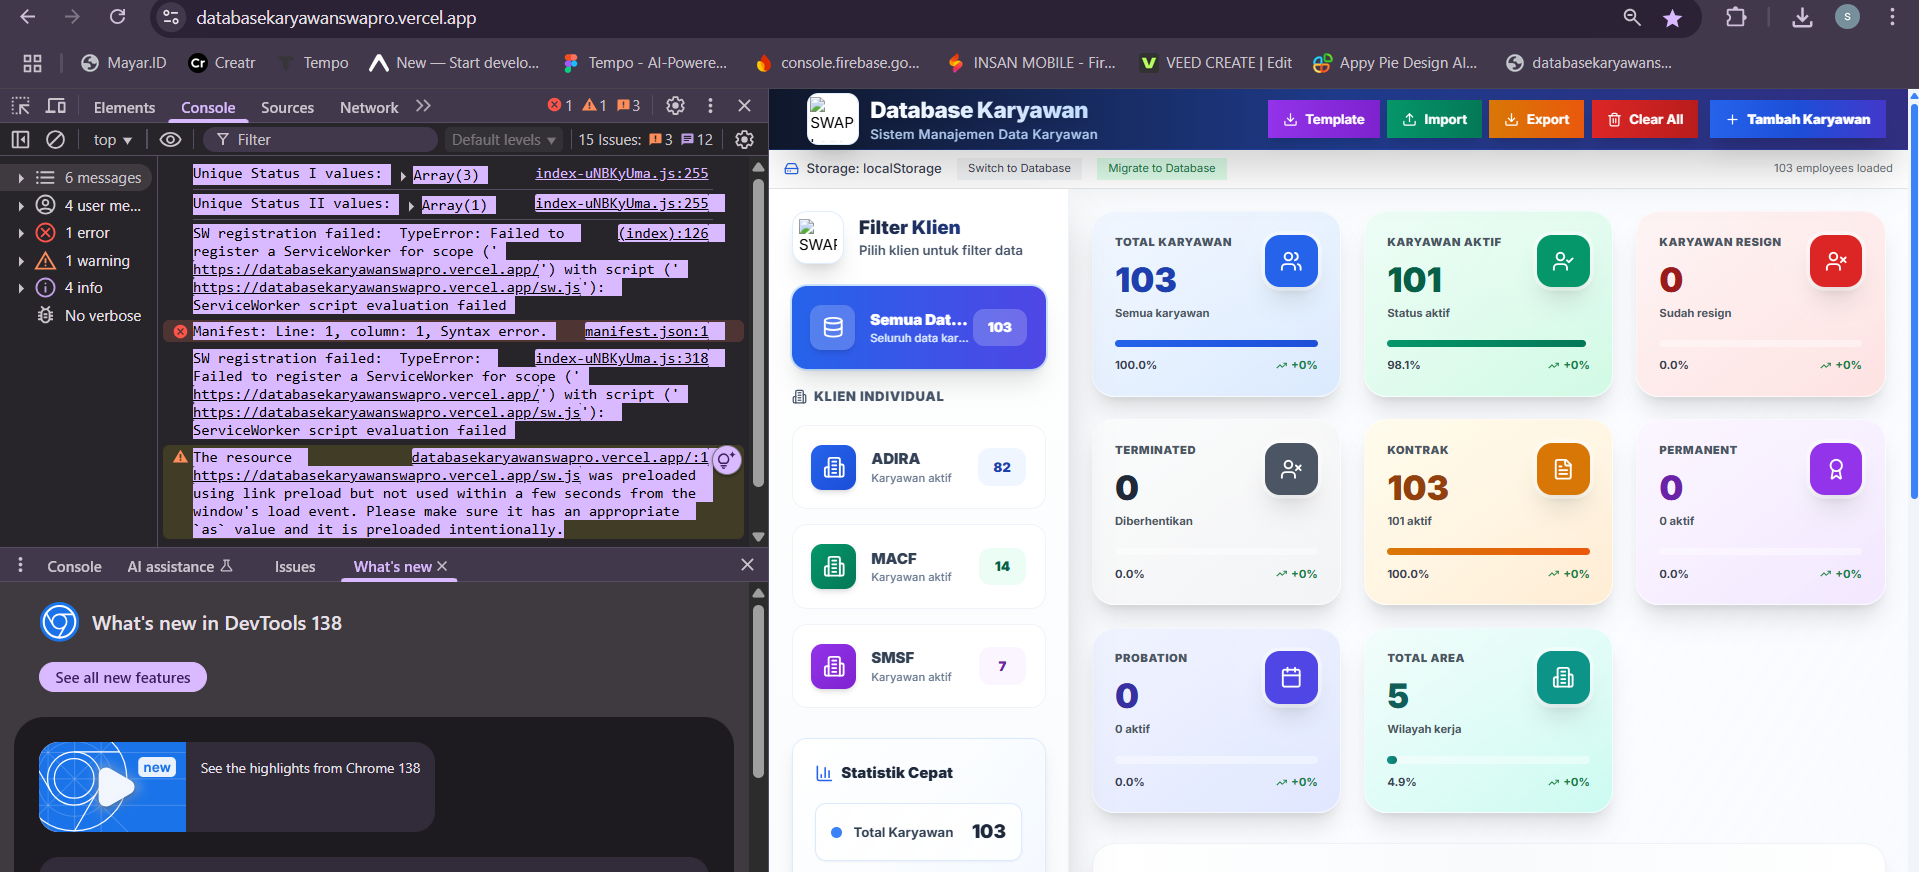 databasekaryawanswapro.vercel.app
S
Mayar.ID
Cr Creatr
Tempo
New — Start develo...
Tempo - AI-Powere...
console.firebase.go...
INSAN MOBILE - Fir...
VEED CREATE | Edit
Appy Pie Design AI...
databasekaryawans...
Elements
Console
Sources
Network
1
1
3
top
Filter
Default levels
15 Issues: 3 12
6 messages
4 user me...
1 error
1 warning
4 info
No verbose
Unique Status I values: Array(3) index-uNBKyUma.js:255
Unique Status II values: Array(1) index-uNBKyUma.js:255
SW registration failed: TypeError: Failed to (index):126
register a ServiceWorker for scope ('
https://databasekaryawanswapro.vercel.app/') with script ('
https://databasekaryawanswapro.vercel.app/sw.js'):
ServiceWorker script evaluation failed
Manifest: Line: 1, column: 1, Syntax error. manifest.json:1
SW registration failed: TypeError: index-uNBKyUma.js:318
Failed to register a ServiceWorker for scope ('
https://databasekaryawanswapro.vercel.app/') with script ('
https://databasekaryawanswapro.vercel.app/sw.js'):
ServiceWorker script evaluation failed
The resource databasekaryawanswapro.vercel.app/:1
https://databasekaryawanswapro.vercel.app/sw.js was preloaded
using link preload but not used within a few seconds from the
window's load event. Please make sure it has an appropriate
`as` value and it is preloaded intentionally.
Console
AI assistance
Issues
What's new
What's new in DevTools 138
See all new features
new
See the highlights from Chrome 138
SWAP
Database Karyawan
Sistem Manajemen Data Karyawan
Template
Import
Export
Clear All
Tambah Karyawan
Storage: localStorage
Switch to Database
Migrate to Database
103 employees loaded
SWAP
Filter Klien
Pilih klien untuk filter data
Semua Dat...
Seluruh data kar...
103
KLIEN INDIVIDUAL
ADIRA
Karyawan aktif
82
MACF
Karyawan aktif
14
SMSF
Karyawan aktif
7
Statistik Cepat
Total Karyawan 103
TOTAL KARYAWAN
103
Semua karyawan
100.0% +0%
KARYAWAN AKTIF
101
Status aktif
98.1% +0%
KARYAWAN RESIGN
0
Sudah resign
0.0% +0%
TERMINATED
0
Diberhentikan
0.0% +0%
KONTRAK
103
101 aktif
100.0% +0%
PERMANENT
0
0 aktif
0.0% +0%
PROBATION
0
0 aktif
0.0% +0%
TOTAL AREA
5
Wilayah kerja
4.9% +0%